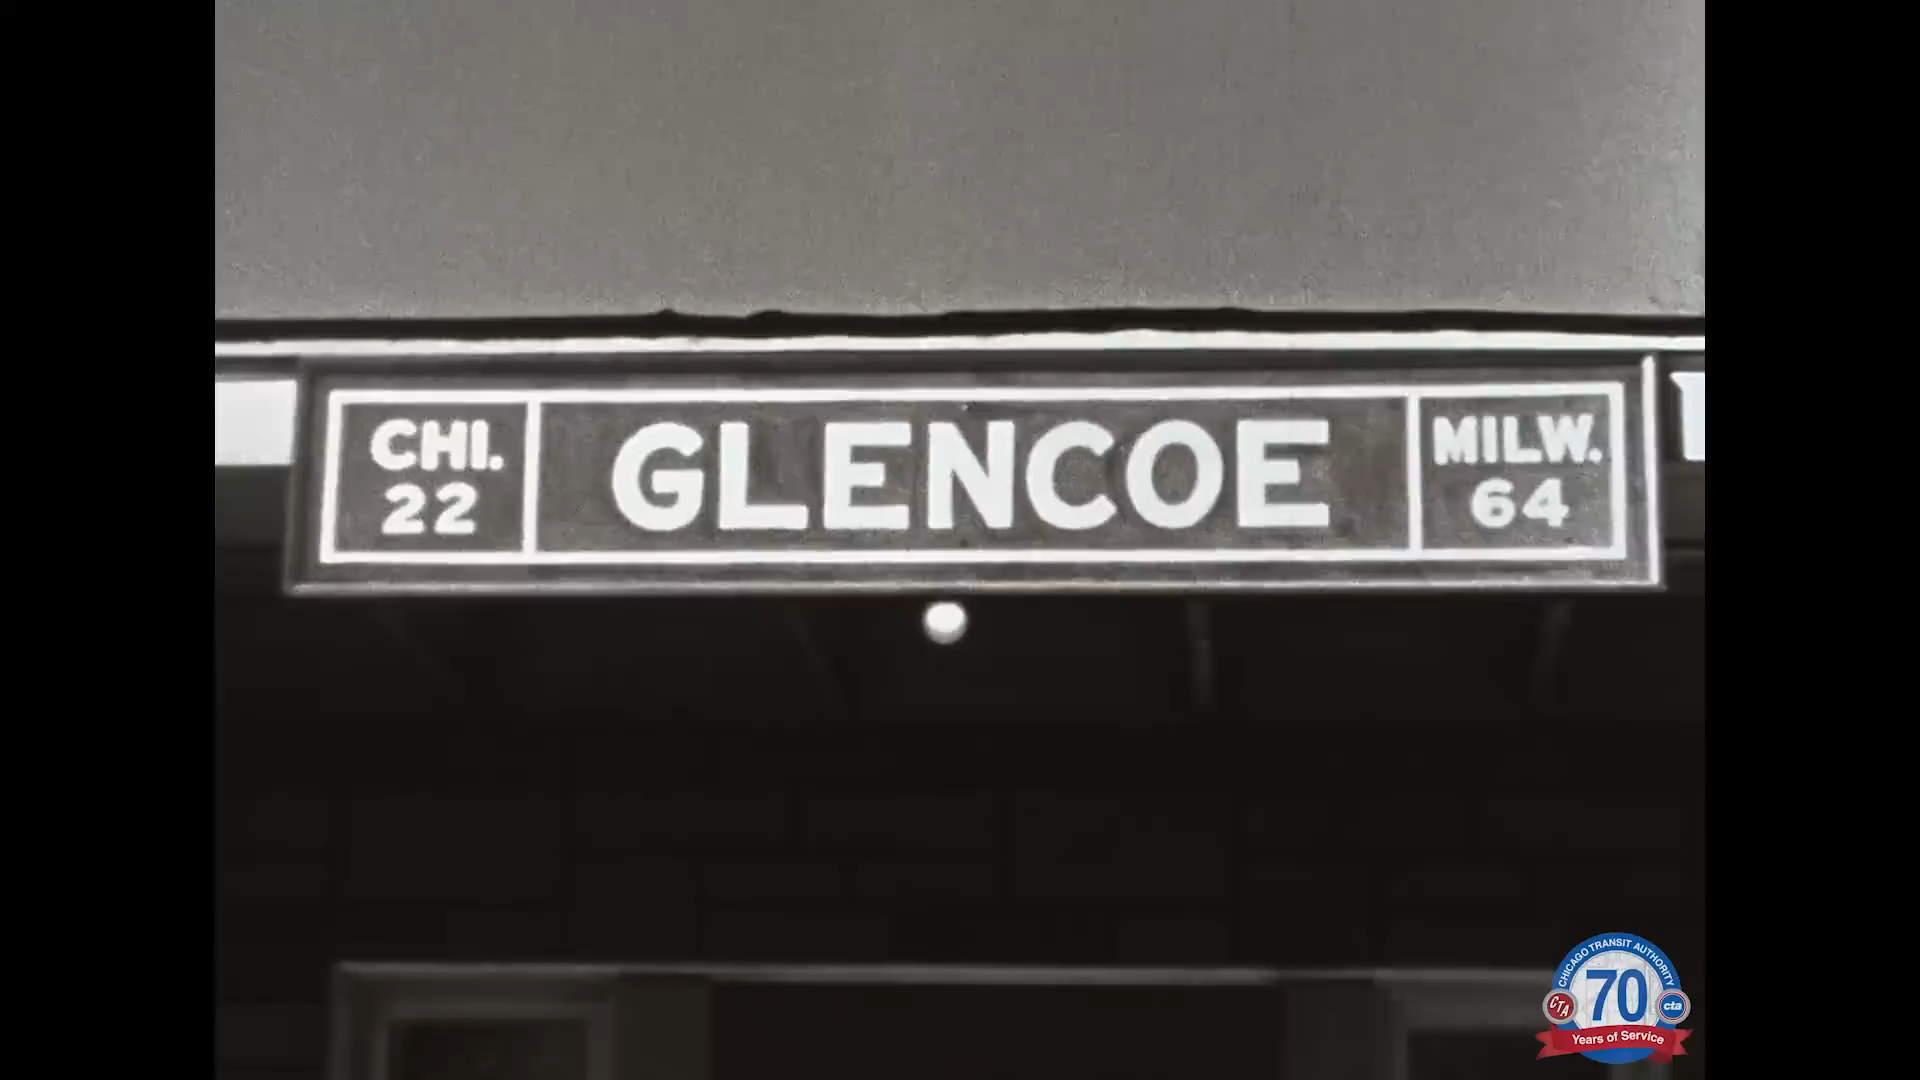 CHI.
22
GLENCOE
MILW.
64
CHICAGO TRANSIT AUTHORITY
CTA
70
cta
Years of Service